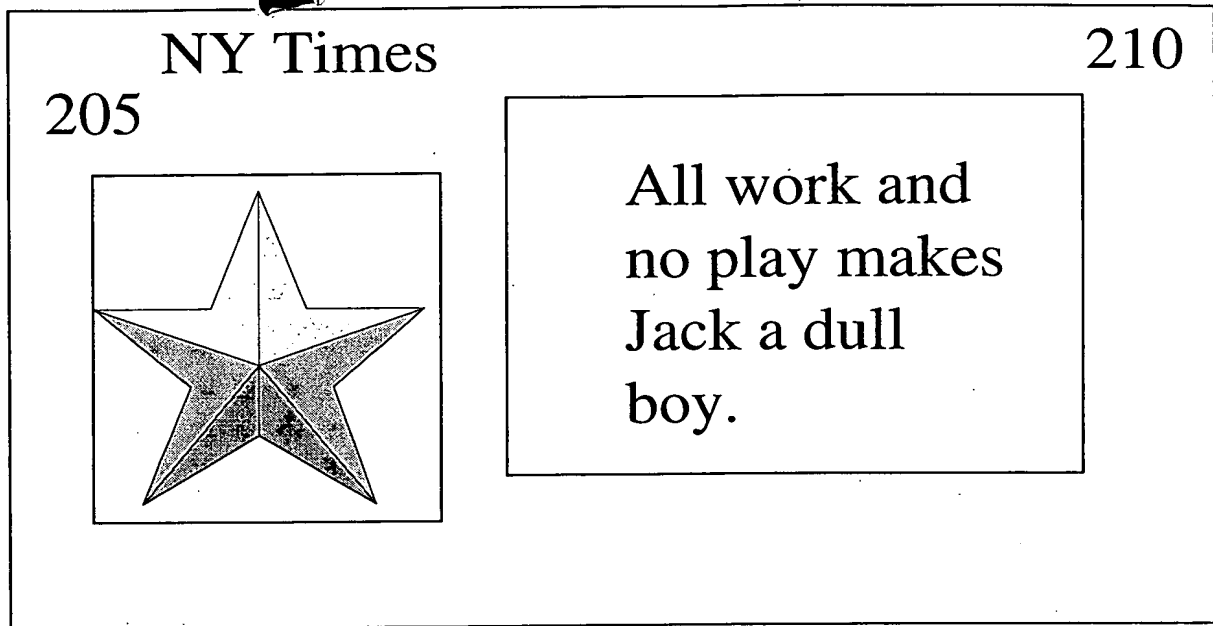 NY Times
210
205
All work and
no play makes
Jack a dull
boy.